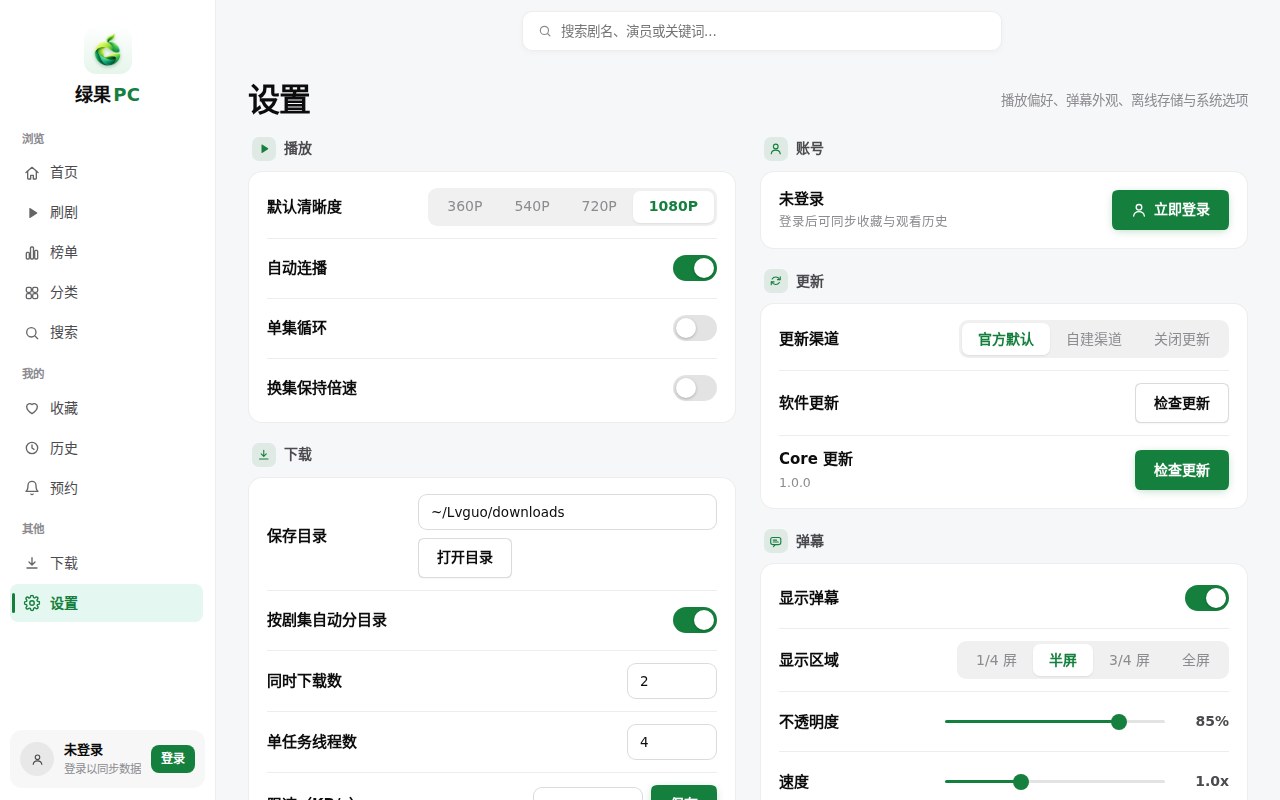 绿果PC
浏览
首页
刷剧
榜单
分类
搜索
我的
收藏
历史
预约
其他
下载
设置
未登录
登录以同步数据
登录
搜索剧名、演员或关键词...
设置
播放偏好、弹幕外观、离线存储与系统选项
播放
默认清晰度
360P 540P 720P 1080P
自动连播
单集循环
换集保持倍速
下载
保存目录
~/Lvguo/downloads
打开目录
按剧集自动分目录
同时下载数
2
单任务线程数
4
账号
未登录
登录后可同步收藏与观看历史
立即登录
更新
更新渠道
官方默认 自建渠道 关闭更新
软件更新
检查更新
Core 更新
1.0.0
检查更新
弹幕
显示弹幕
显示区域
1/4 屏 半屏 3/4 屏 全屏
不透明度
85%
速度
1.0x